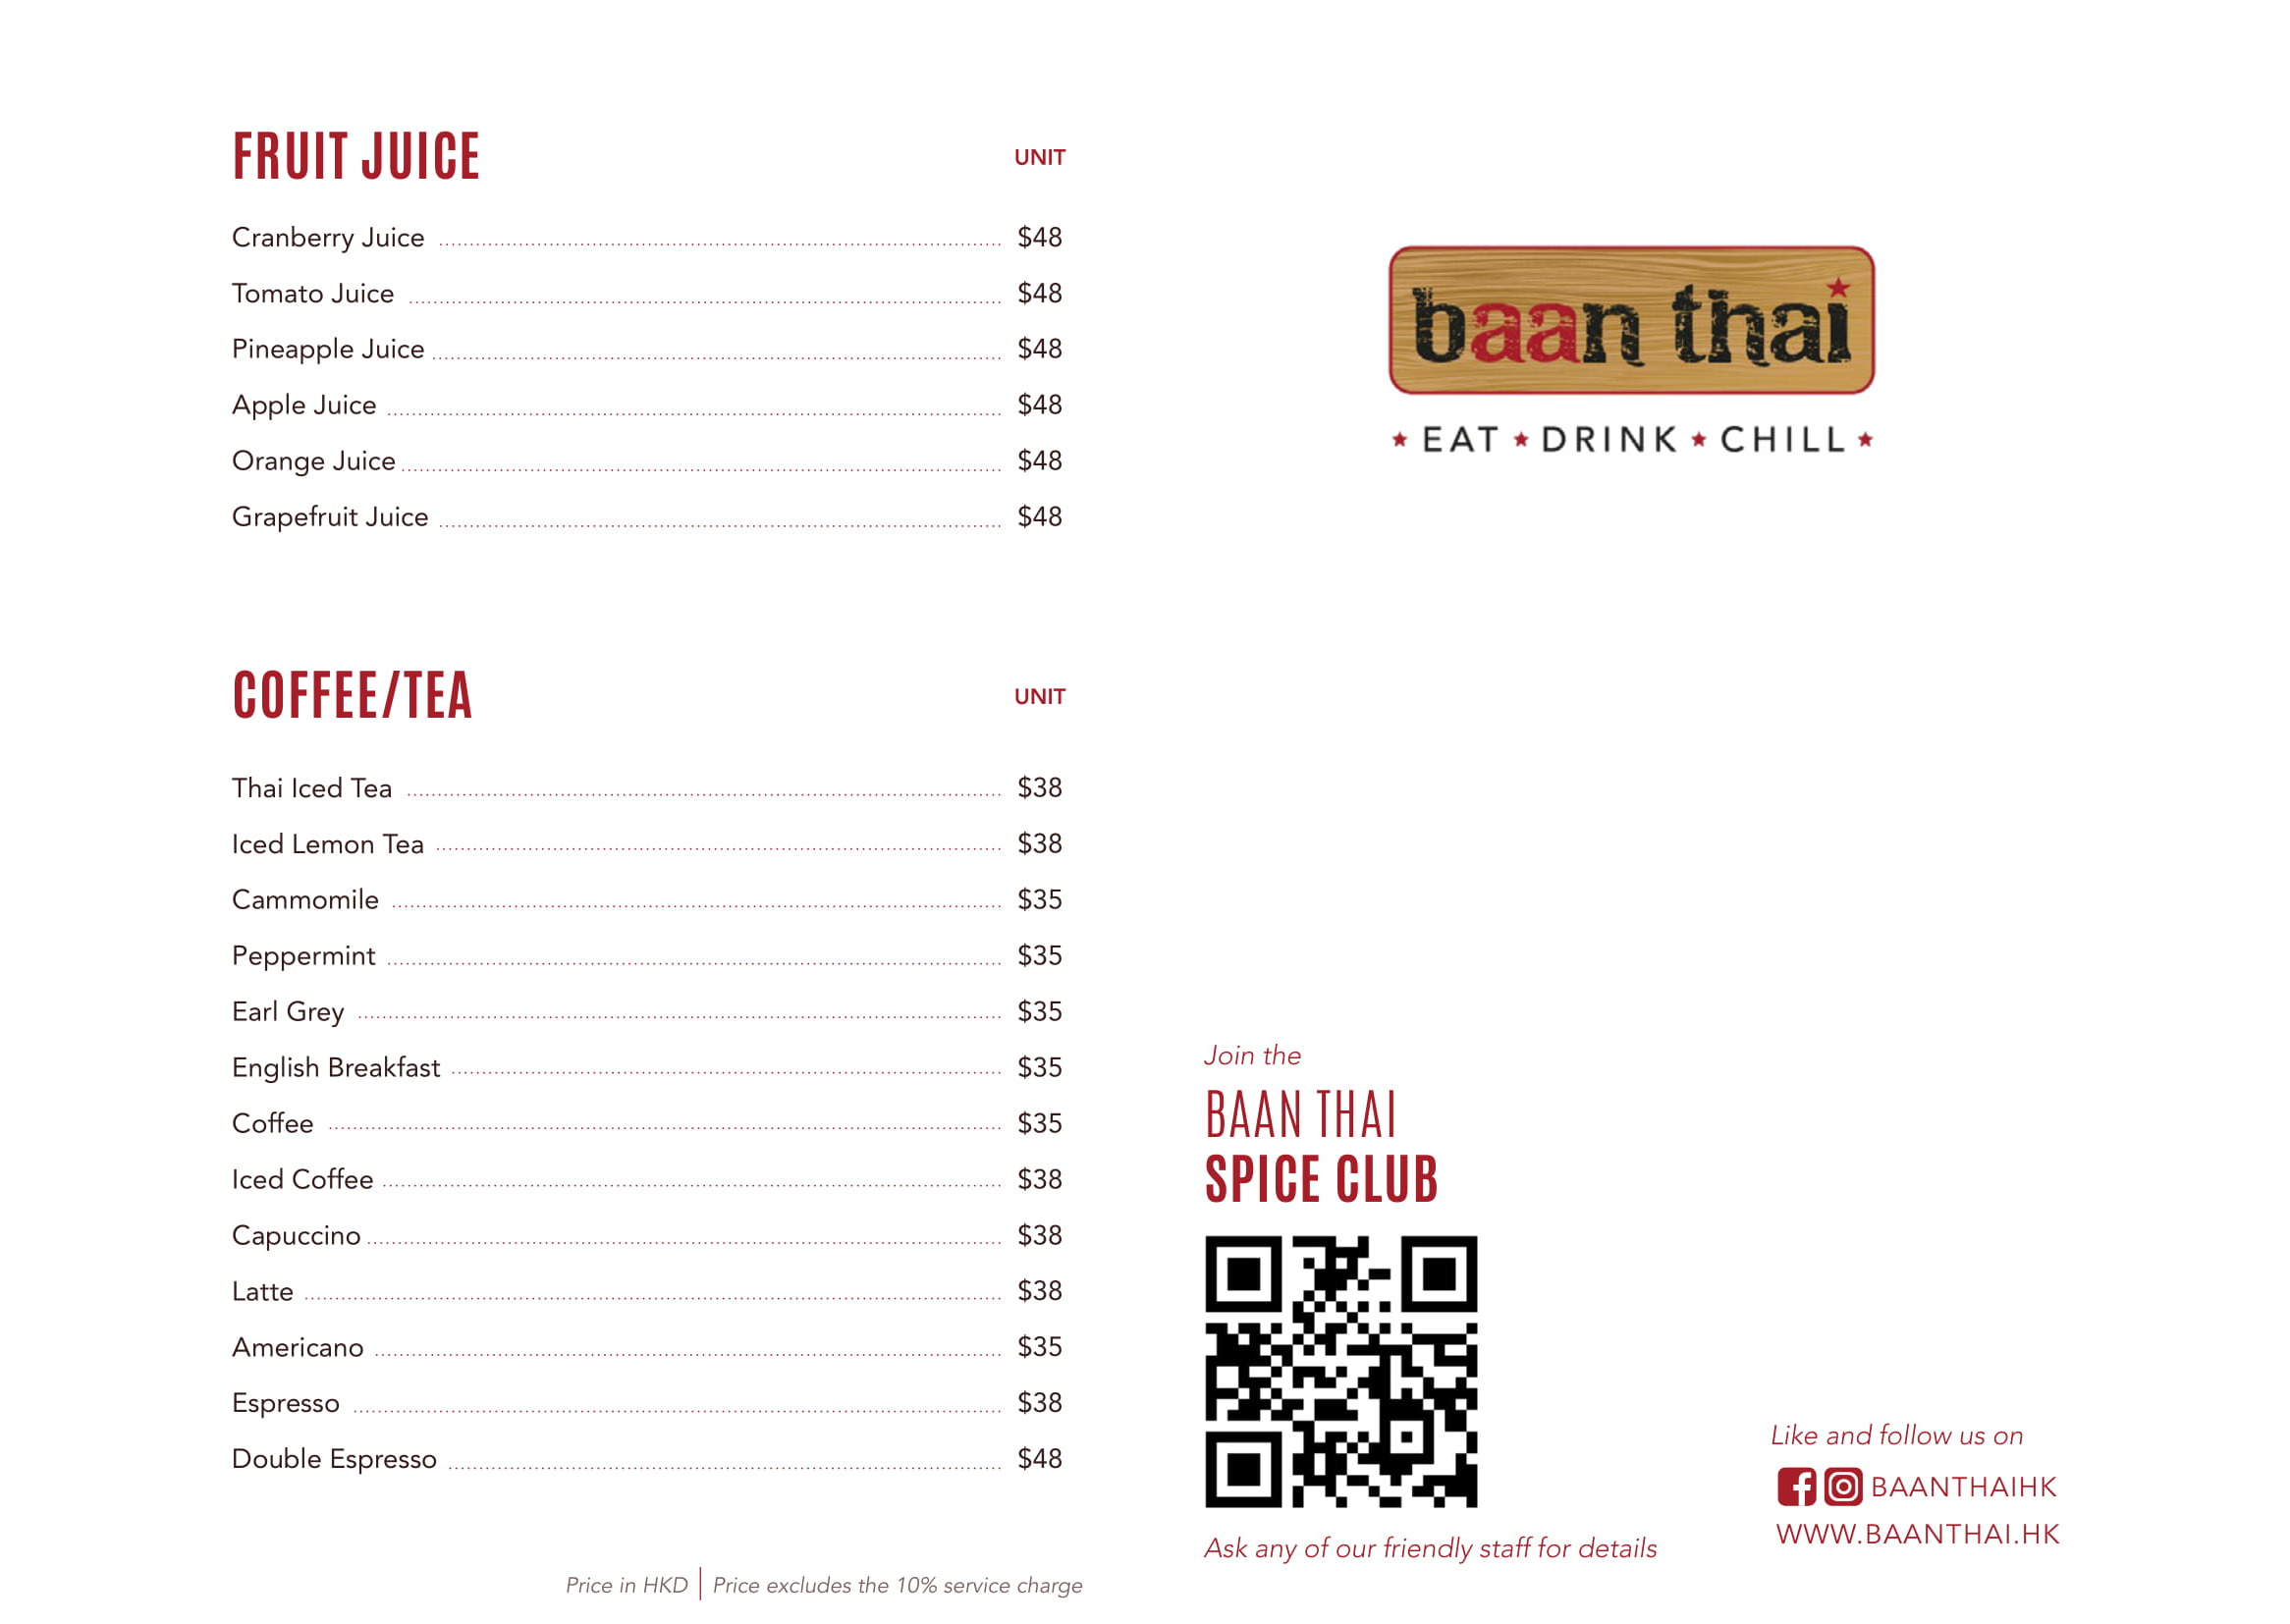 FRUIT JUICE UNIT
Cranberry Juice $48
Tomato Juice $48
Pineapple Juice $48
Apple Juice $48
Orange Juice $48
Grapefruit Juice $48
COFFEE/TEA UNIT
Thai Iced Tea $38
Iced Lemon Tea $38
Cammomile $35
Peppermint $35
Earl Grey $35
English Breakfast $35
Coffee $35
Iced Coffee $38
Capuccino $38
Latte $38
Americano $35
Espresso $38
Double Espresso $48
Price in HKD | Price excludes the 10% service charge
baan thai
EAT DRINK CHILL
Join the
BAAN THAI
SPICE CLUB
Ask any of our friendly staff for details
Like and follow us on
BAANTHAIHK
WWW.BAANTHAI.HK